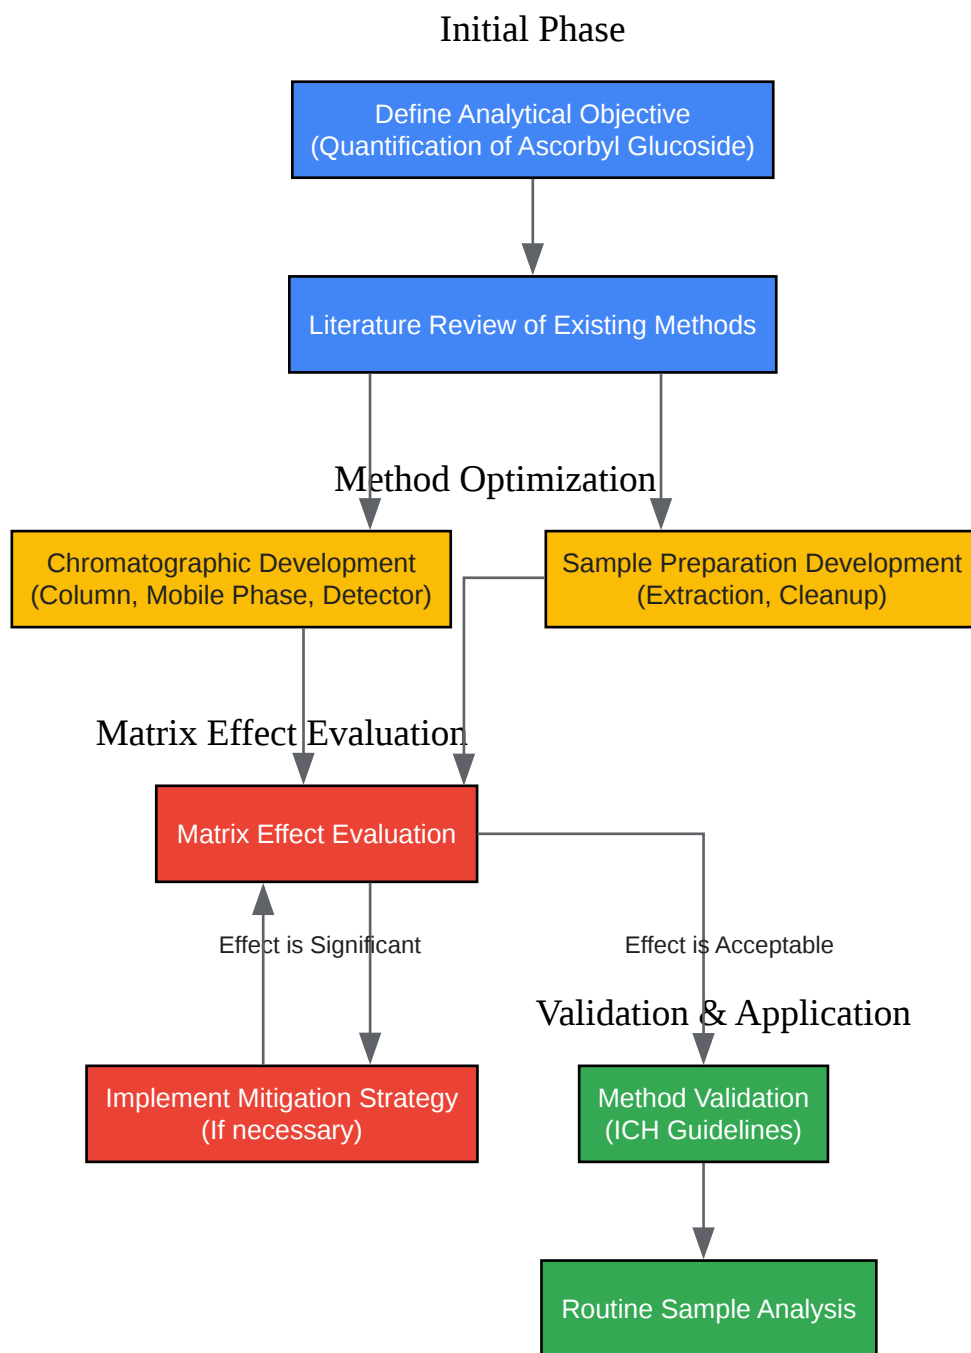 Initial Phase
Define Analytical Objective
(Quantification of Ascorbyl Glucoside)
Literature Review of Existing Methods
Method Optimization
Chromatographic Development
(Column, Mobile Phase, Detector)
Sample Preparation Development
(Extraction, Cleanup)
Matrix Effect Evaluation
Matrix Effect Evaluation
Effect is Significant
Effect is Acceptable
Validation & Application
Implement Mitigation Strategy
(If necessary)
Method Validation
(ICH Guidelines)
Routine Sample Analysis